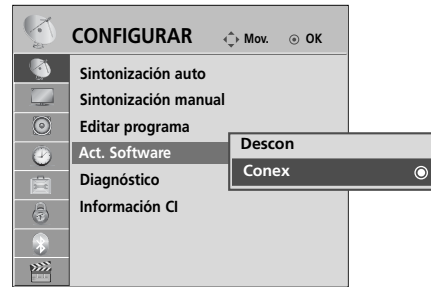 CONFIGURAR Mov. OK
Sintonización auto
Sintonización manual
Editar programa
Act. Software
Descon
Conex
Diagnóstico
Información CI